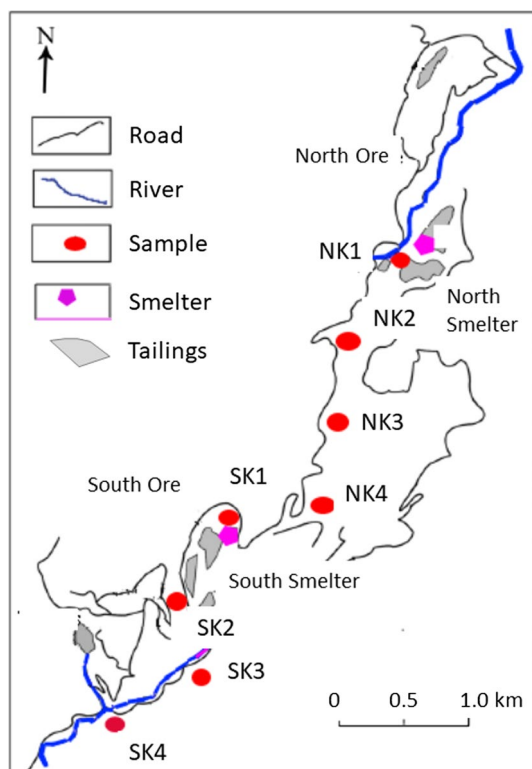 N
Road
River
Sample
Smelter
Tailings
North Ore
NK1
North
Smelter
NK2
NK3
NK4
South Ore
SK1
South Smelter
SK2
SK3
SK4
0 0.5 1.0 km